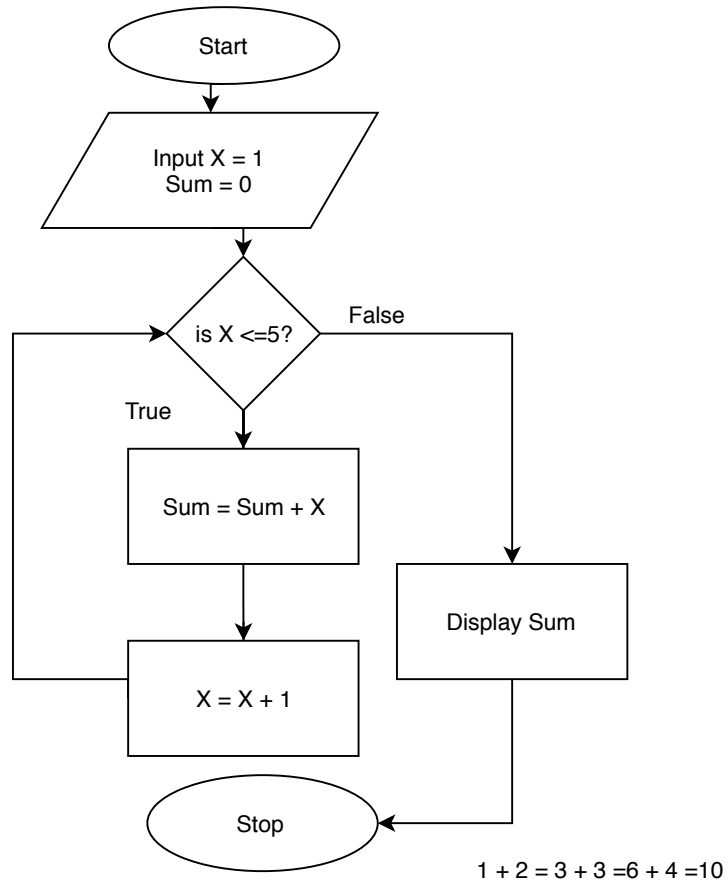 Start
Input X = 1
Sum = 0
is X <=5?
False
True
Sum = Sum + X
Display Sum
X = X + 1
Stop
1 + 2 = 3 + 3 =6 + 4 =10